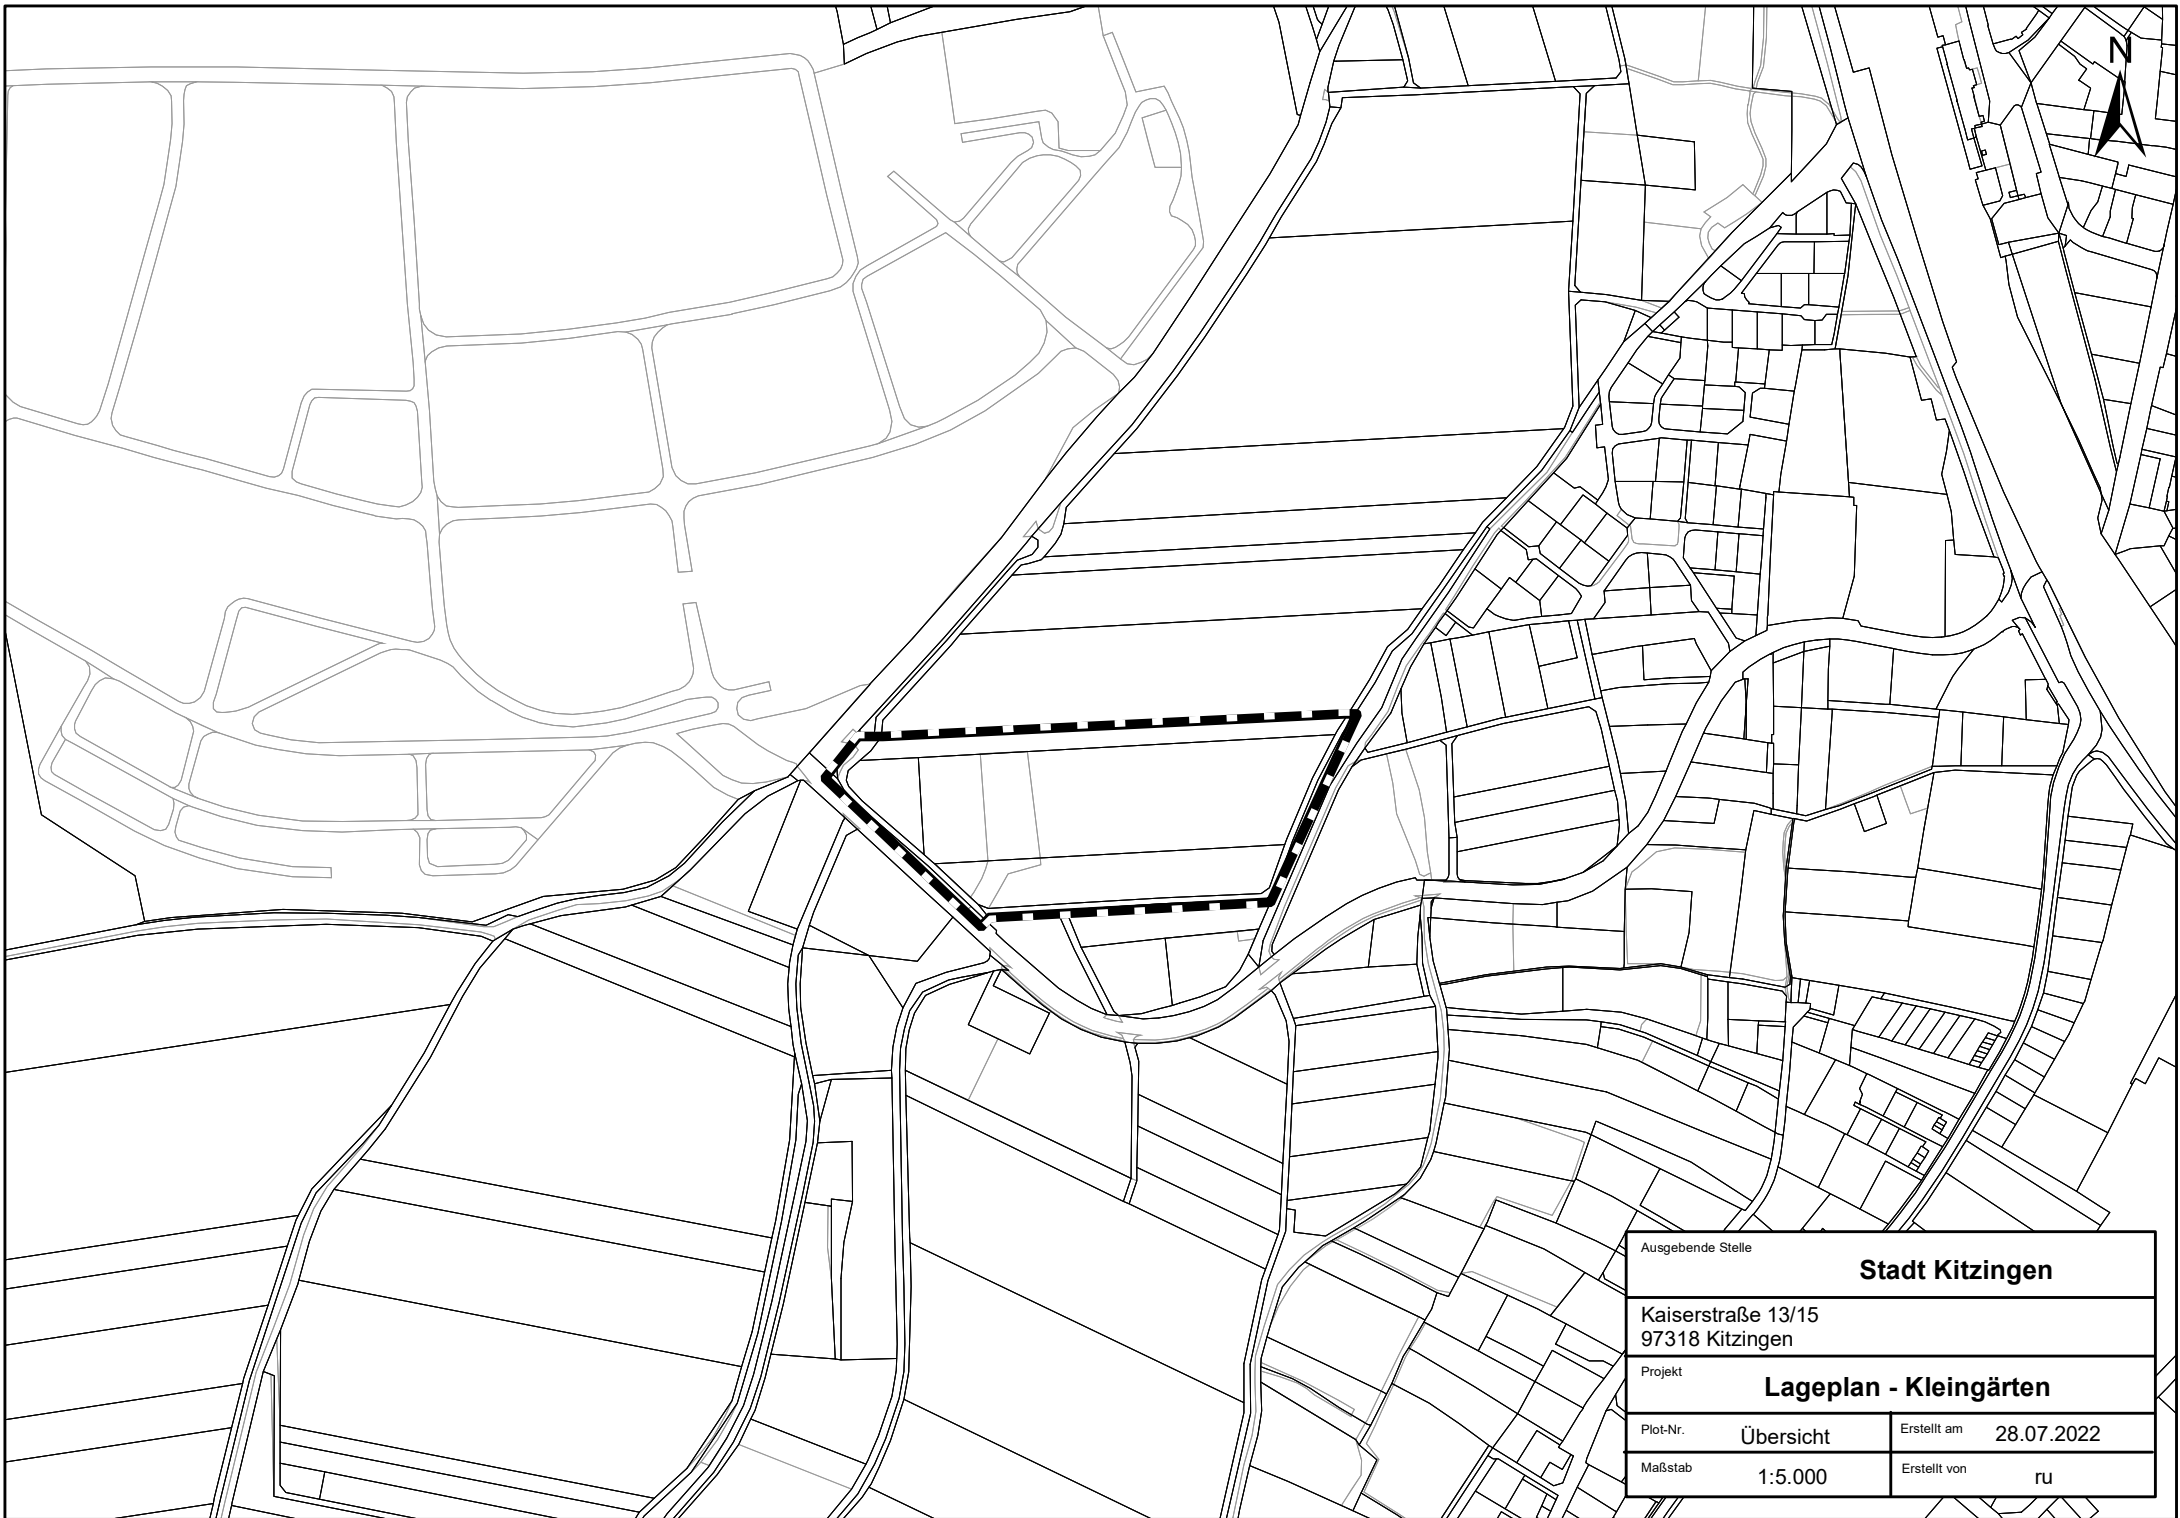 N
Ausgebende Stelle
Stadt Kitzingen
Kaiserstraße 13/15
97318 Kitzingen
Projekt
Lageplan - Kleingärten
Plot-Nr. Übersicht Erstellt am 28.07.2022
Maßstab 1:5.000 Erstellt von ru